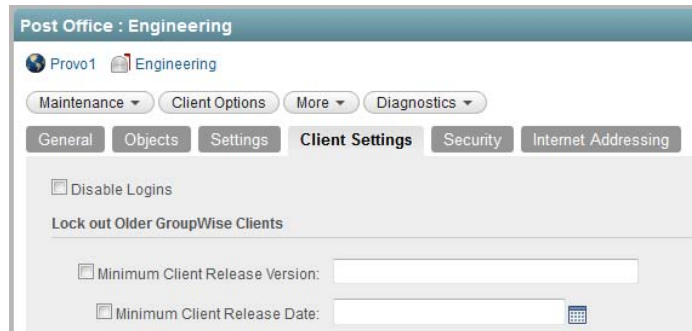 Post Office : Engineering
Provo1 Engineering
Maintenance Client Options More Diagnostics
General Objects Settings Client Settings Security Internet Addressing
Disable Logins
Lock out Older GroupWise Clients
Minimum Client Release Version:
Minimum Client Release Date: